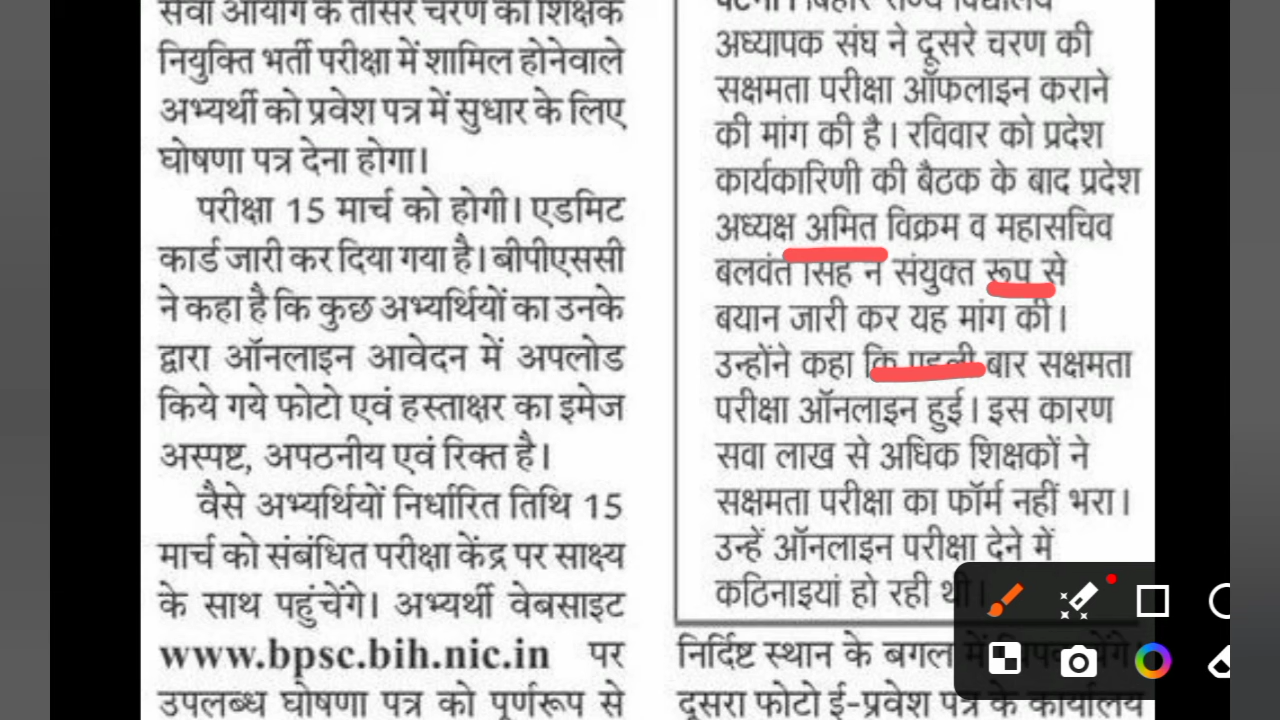 सेवा आयोग के तीसरे चरण की शिक्षक
नियुक्ति भर्ती परीक्षा में शामिल होनेवाले
अभ्यर्थी को प्रवेश पत्र में सुधार के लिए
घोषणा पत्र देना होगा।
परीक्षा 15 मार्च को होगी। एडमिट
कार्ड जारी कर दिया गया है। बीपीएससी
ने कहा है कि कुछ अभ्यर्थियों का उनके
द्वारा ऑनलाइन आवेदन में अपलोड
किये गये फोटो एवं हस्ताक्षर का इमेज
अस्पष्ट, अपठनीय एवं रिक्त है।
वैसे अभ्यर्थियों निर्धारित तिथि 15
मार्च को संबंधित परीक्षा केंद्र पर साक्ष्य
के साथ पहुंचेंगे। अभ्यर्थी वेबसाइट
www.bpsc.bih.nic.in पर
उपलब्ध घोषणा पत्र को पूर्णरूप से
पटना। बिहार राज्य विद्यालय
अध्यापक संघ ने दूसरे चरण की
सक्षमता परीक्षा ऑफलाइन कराने
की मांग की है। रविवार को प्रदेश
कार्यकारिणी की बैठक के बाद प्रदेश
अध्यक्ष अमित विक्रम व महासचिव
बलवंत सिंह ने संयुक्त रूप से
बयान जारी कर यह मांग की।
उन्होंने कहा कि पहली बार सक्षमता
परीक्षा ऑनलाइन हुई। इस कारण
सवा लाख से अधिक शिक्षकों ने
सक्षमता परीक्षा का फॉर्म नहीं भरा।
उन्हें ऑनलाइन परीक्षा देने में
कठिनाइयां हो रही थी।
निर्दिष्ट स्थान के बगल में
दूसरा फोटो ई-प्रवेश पत्र के कार्यालय